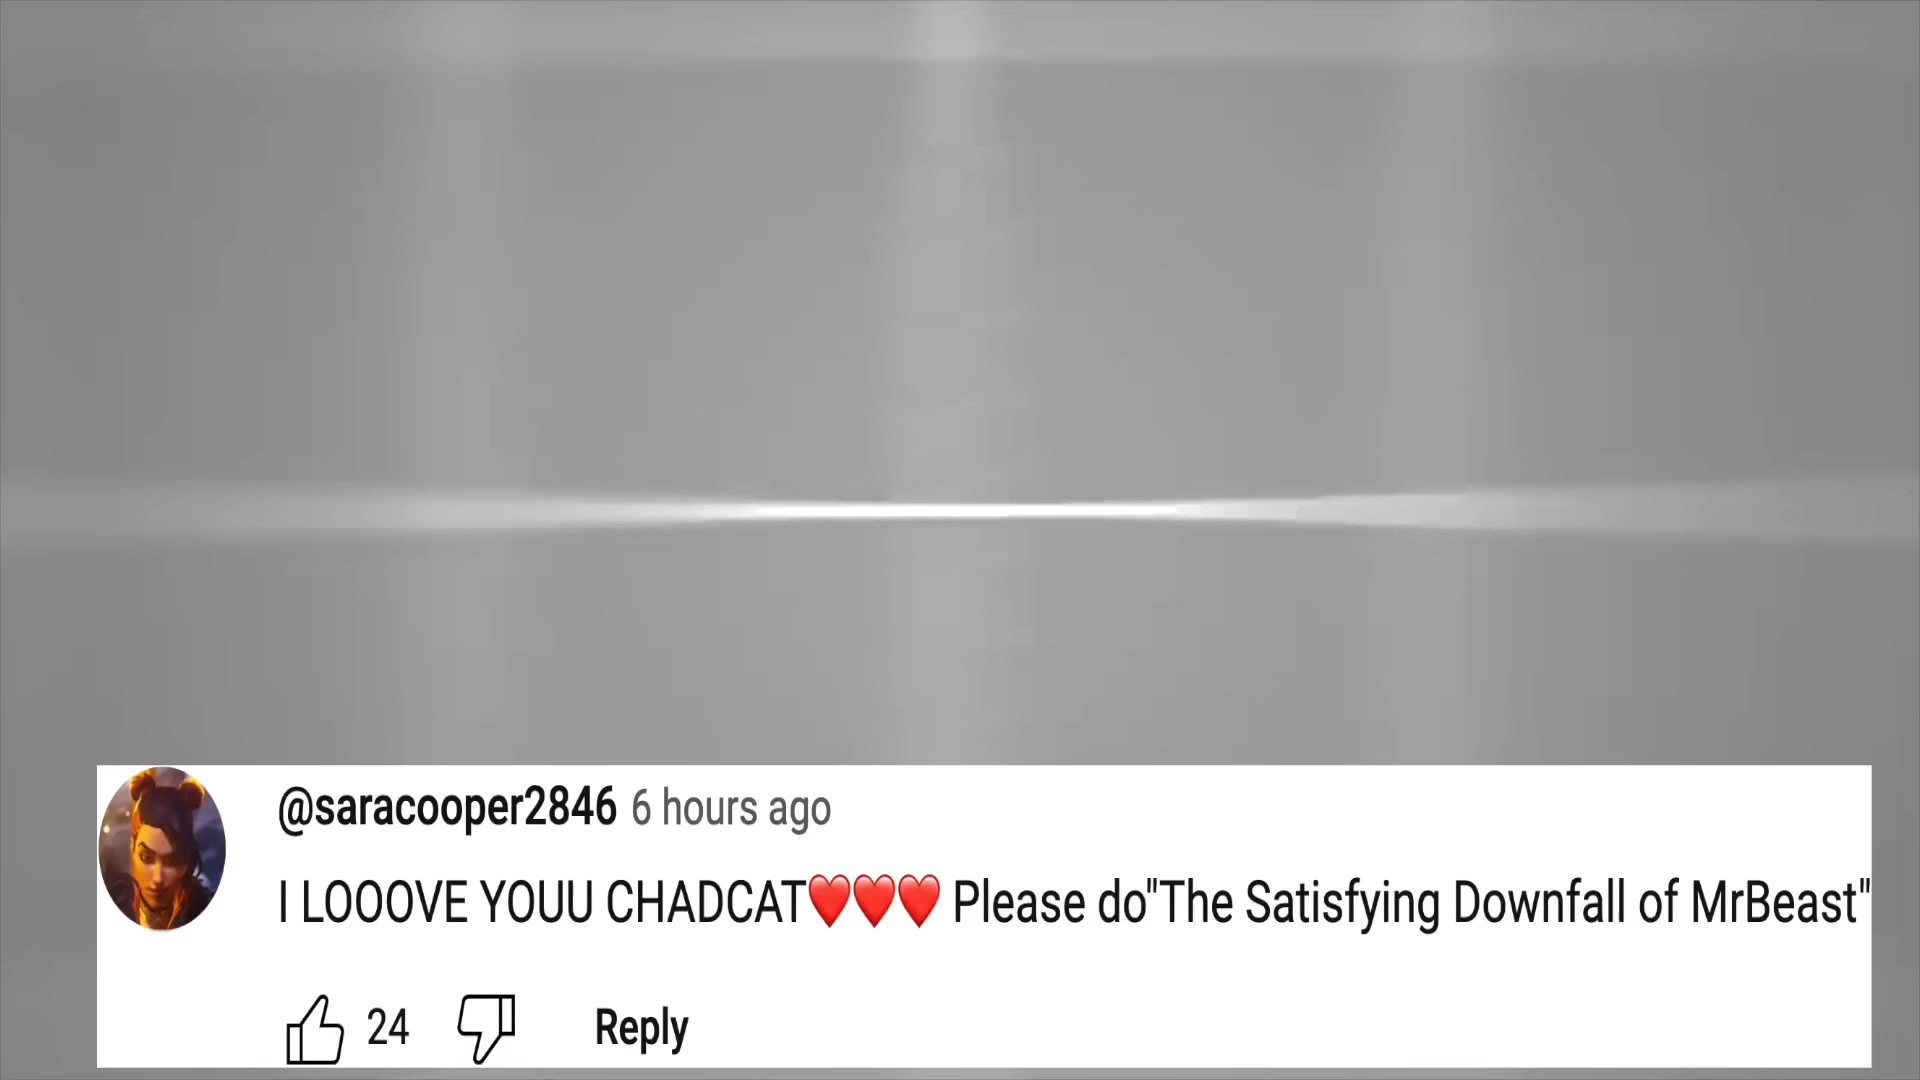 @saracooper2846 6 hours ago
I LOOOVE YOUU CHADCAT❤️❤️❤️ Please do"The Satisfying Downfall of MrBeast"
24 Reply